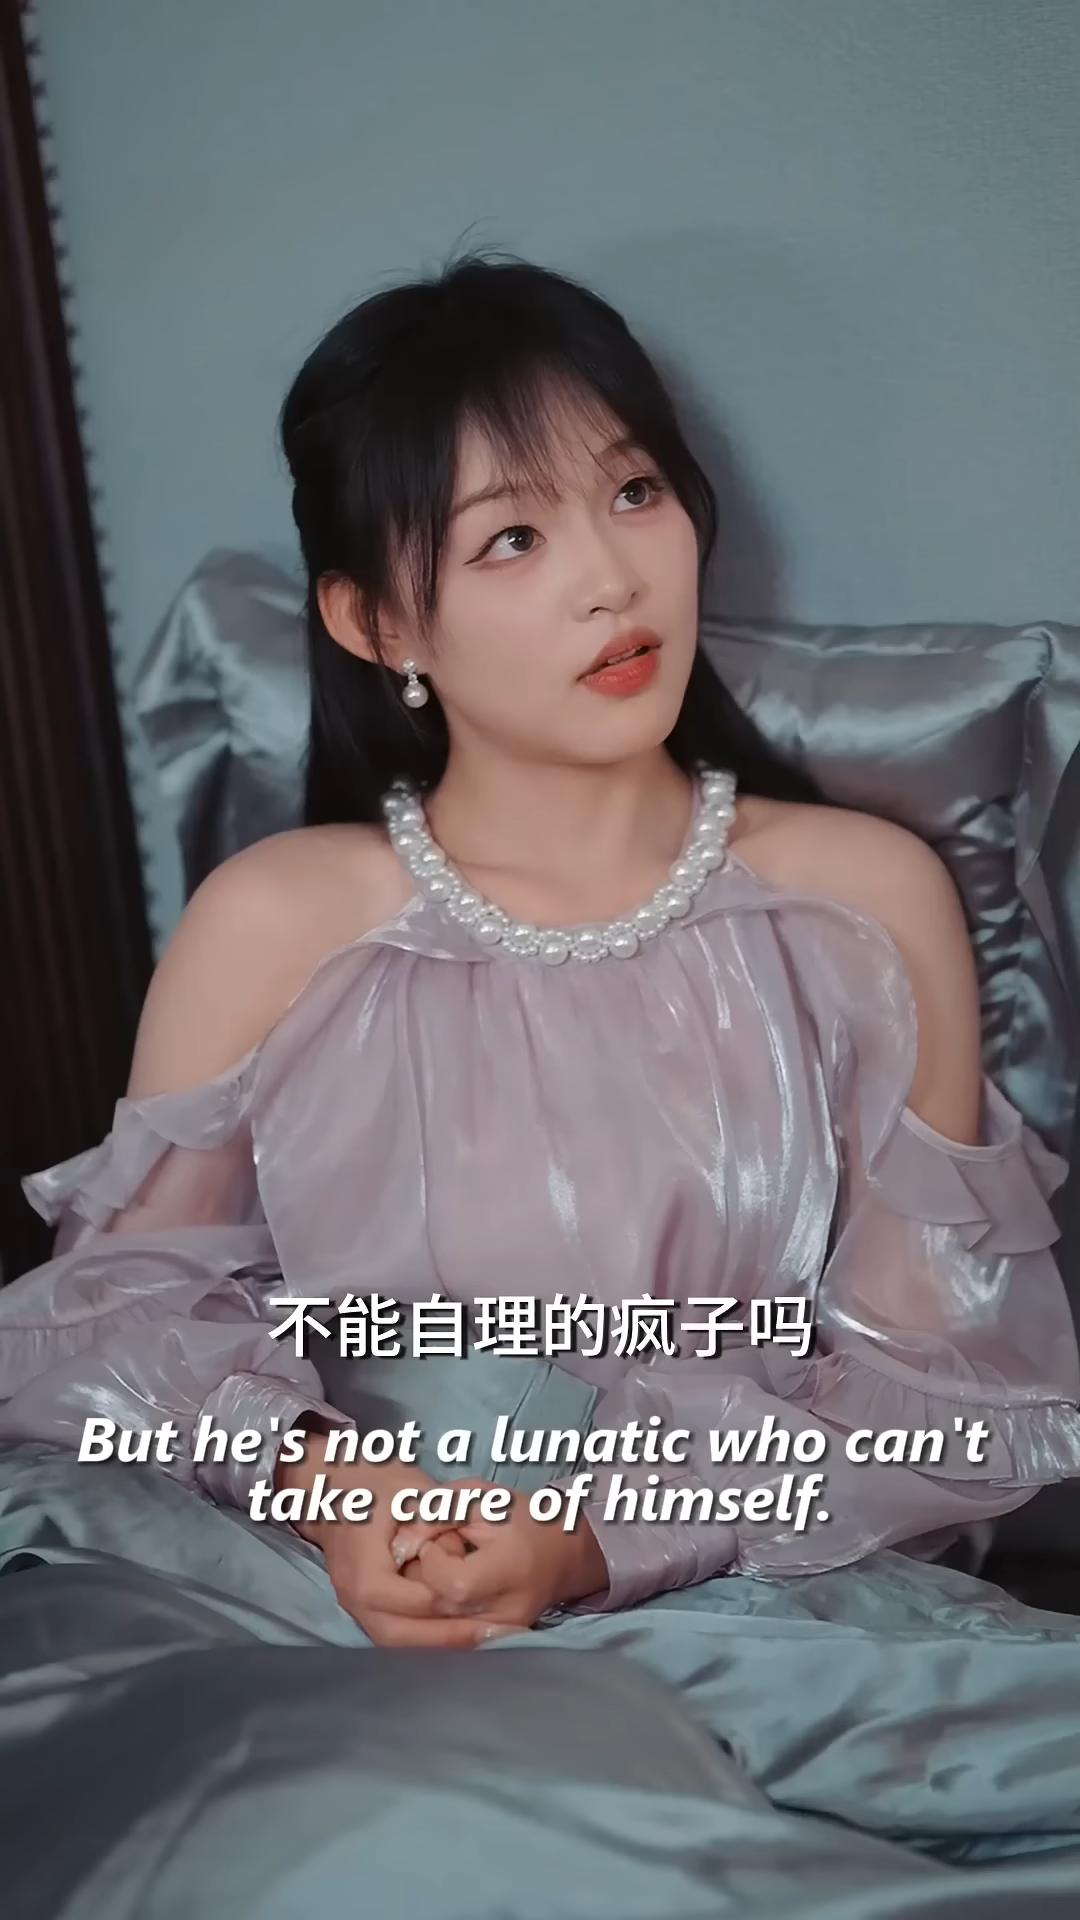 不能自理的疯子吗
But he's not a lunatic who can't
take care of himself.